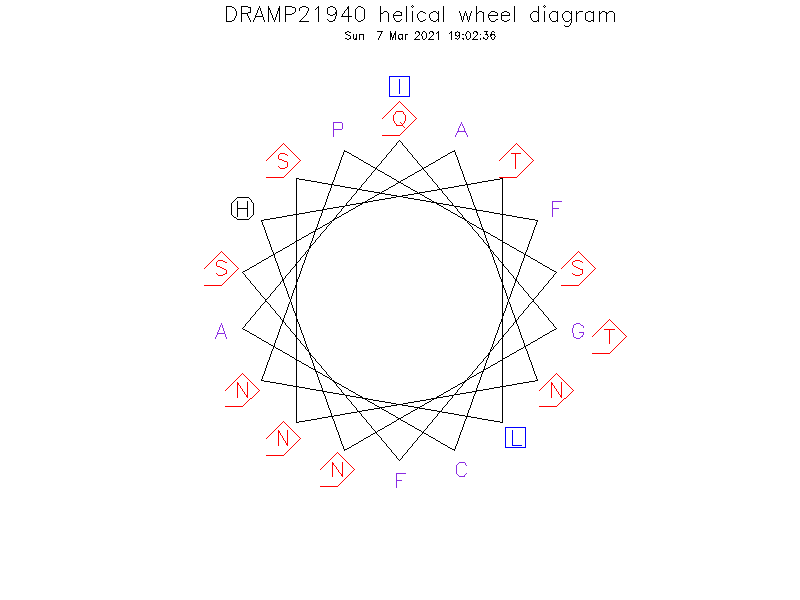 DRAMP21940 helical wheel diagram
Sun 7 Mar 2021 19:02:36
I
Q
P A
S T
H F
S S
A G T
N N
N L
N C
F